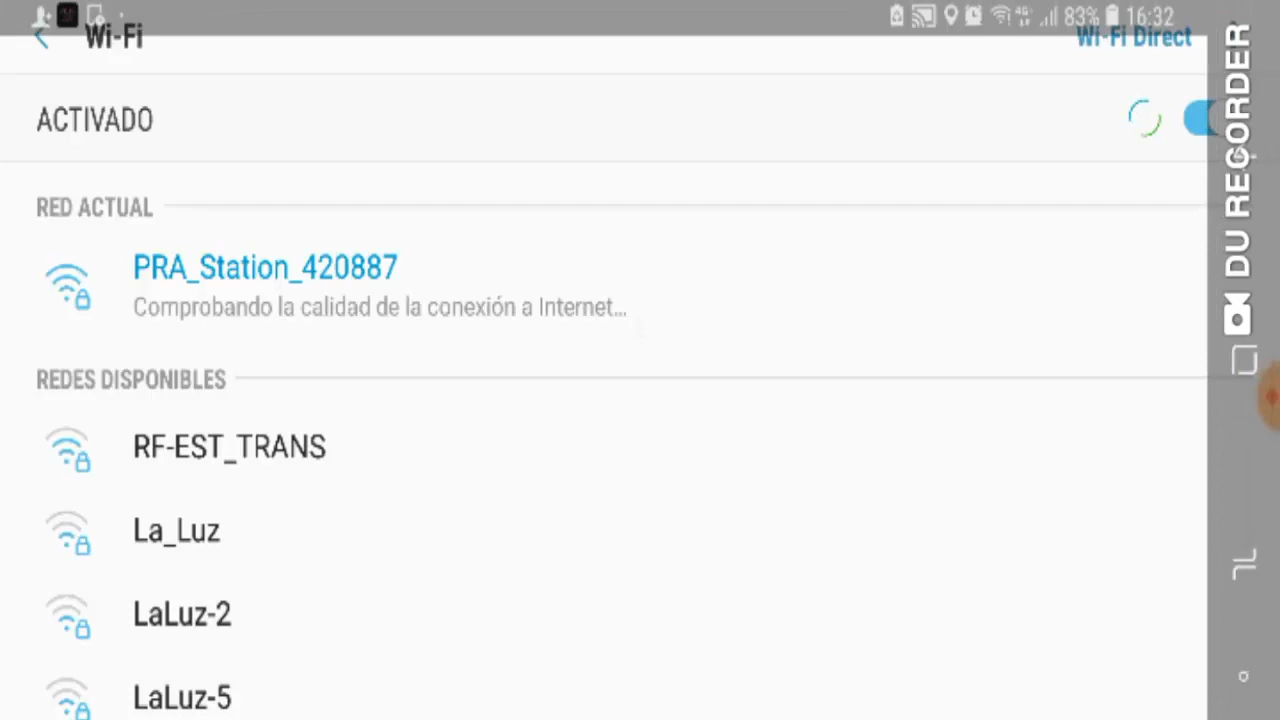 83% 16:32
Wi-Fi
Wi-Fi Direct
ACTIVADO
RED ACTUAL
PRA_Station_420887
Comprobando la calidad de la conexión a Internet...
REDES DISPONIBLES
RF-EST_TRANS
La_Luz
LaLuz-2
LaLuz-5
DU RECORDER